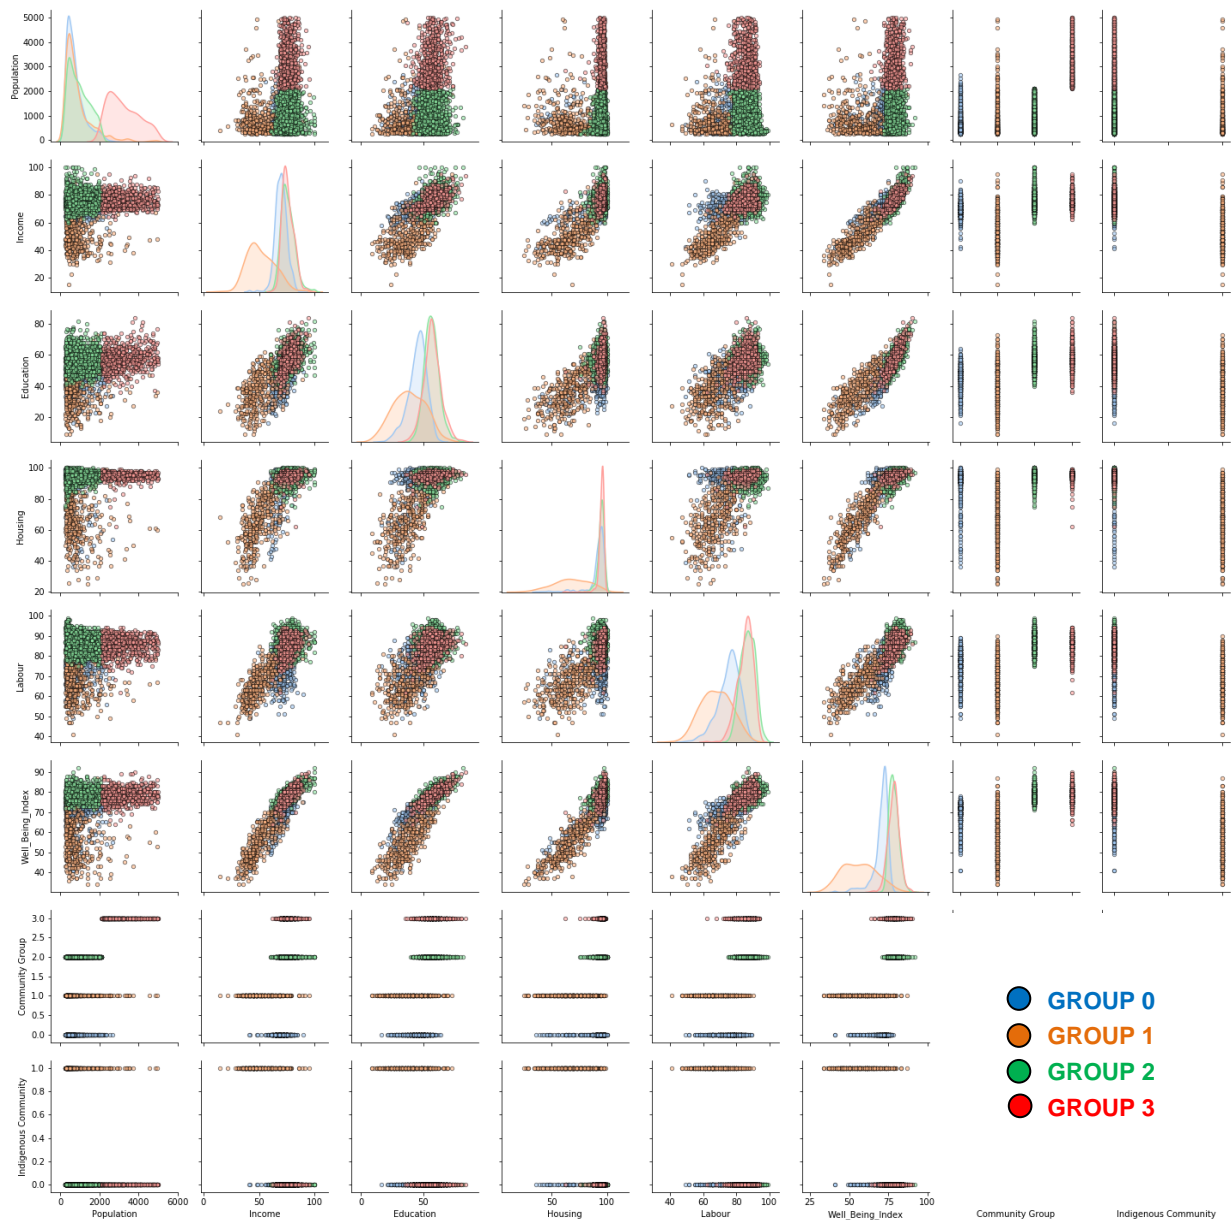 Population
5000
4000
3000
2000
1000
0
Income
100
80
60
40
20
Education
80
60
40
20
Housing
100
80
60
40
20
Labour
100
90
80
70
60
50
40
Well_Being_Index
90
80
70
60
50
40
Community Group
3.0
2.5
2.0
1.5
1.0
0.5
0.0
GROUP 0
GROUP 1
GROUP 2
GROUP 3
Indigenous Community
1.0
0.8
0.6
0.4
0.2
0.0
0 2000 4000 6000
0 50 100
0 50
50 100
40 60 80 100
25 50 75 100
Population Income Education Housing Labour Well_Being_Index Community Group Indigenous Community